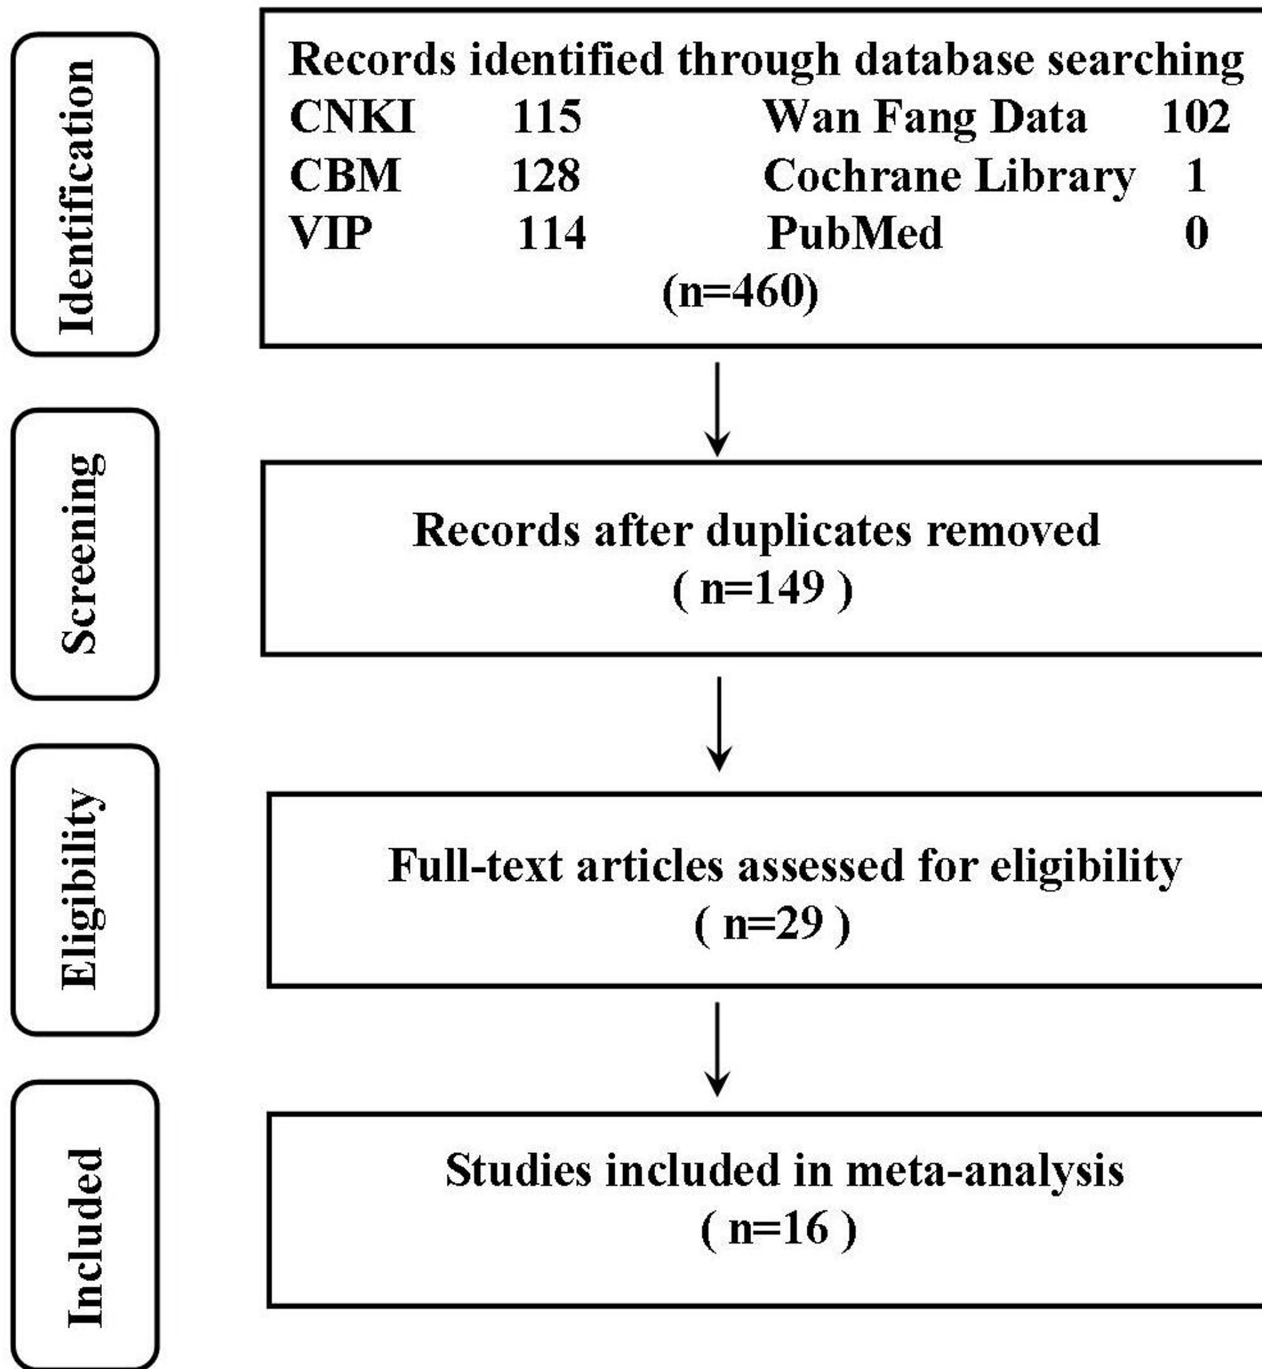 Identification
Records identified through database searching
CNKI 115 Wan Fang Data 102
CBM 128 Cochrane Library 1
VIP 114 PubMed 0
(n=460)
Screening
Records after duplicates removed
( n=149 )
Eligibility
Full-text articles assessed for eligibility
( n=29 )
Included
Studies included in meta-analysis
( n=16 )